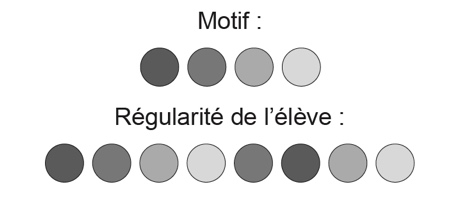 Motif :
Régularité de l’élève :